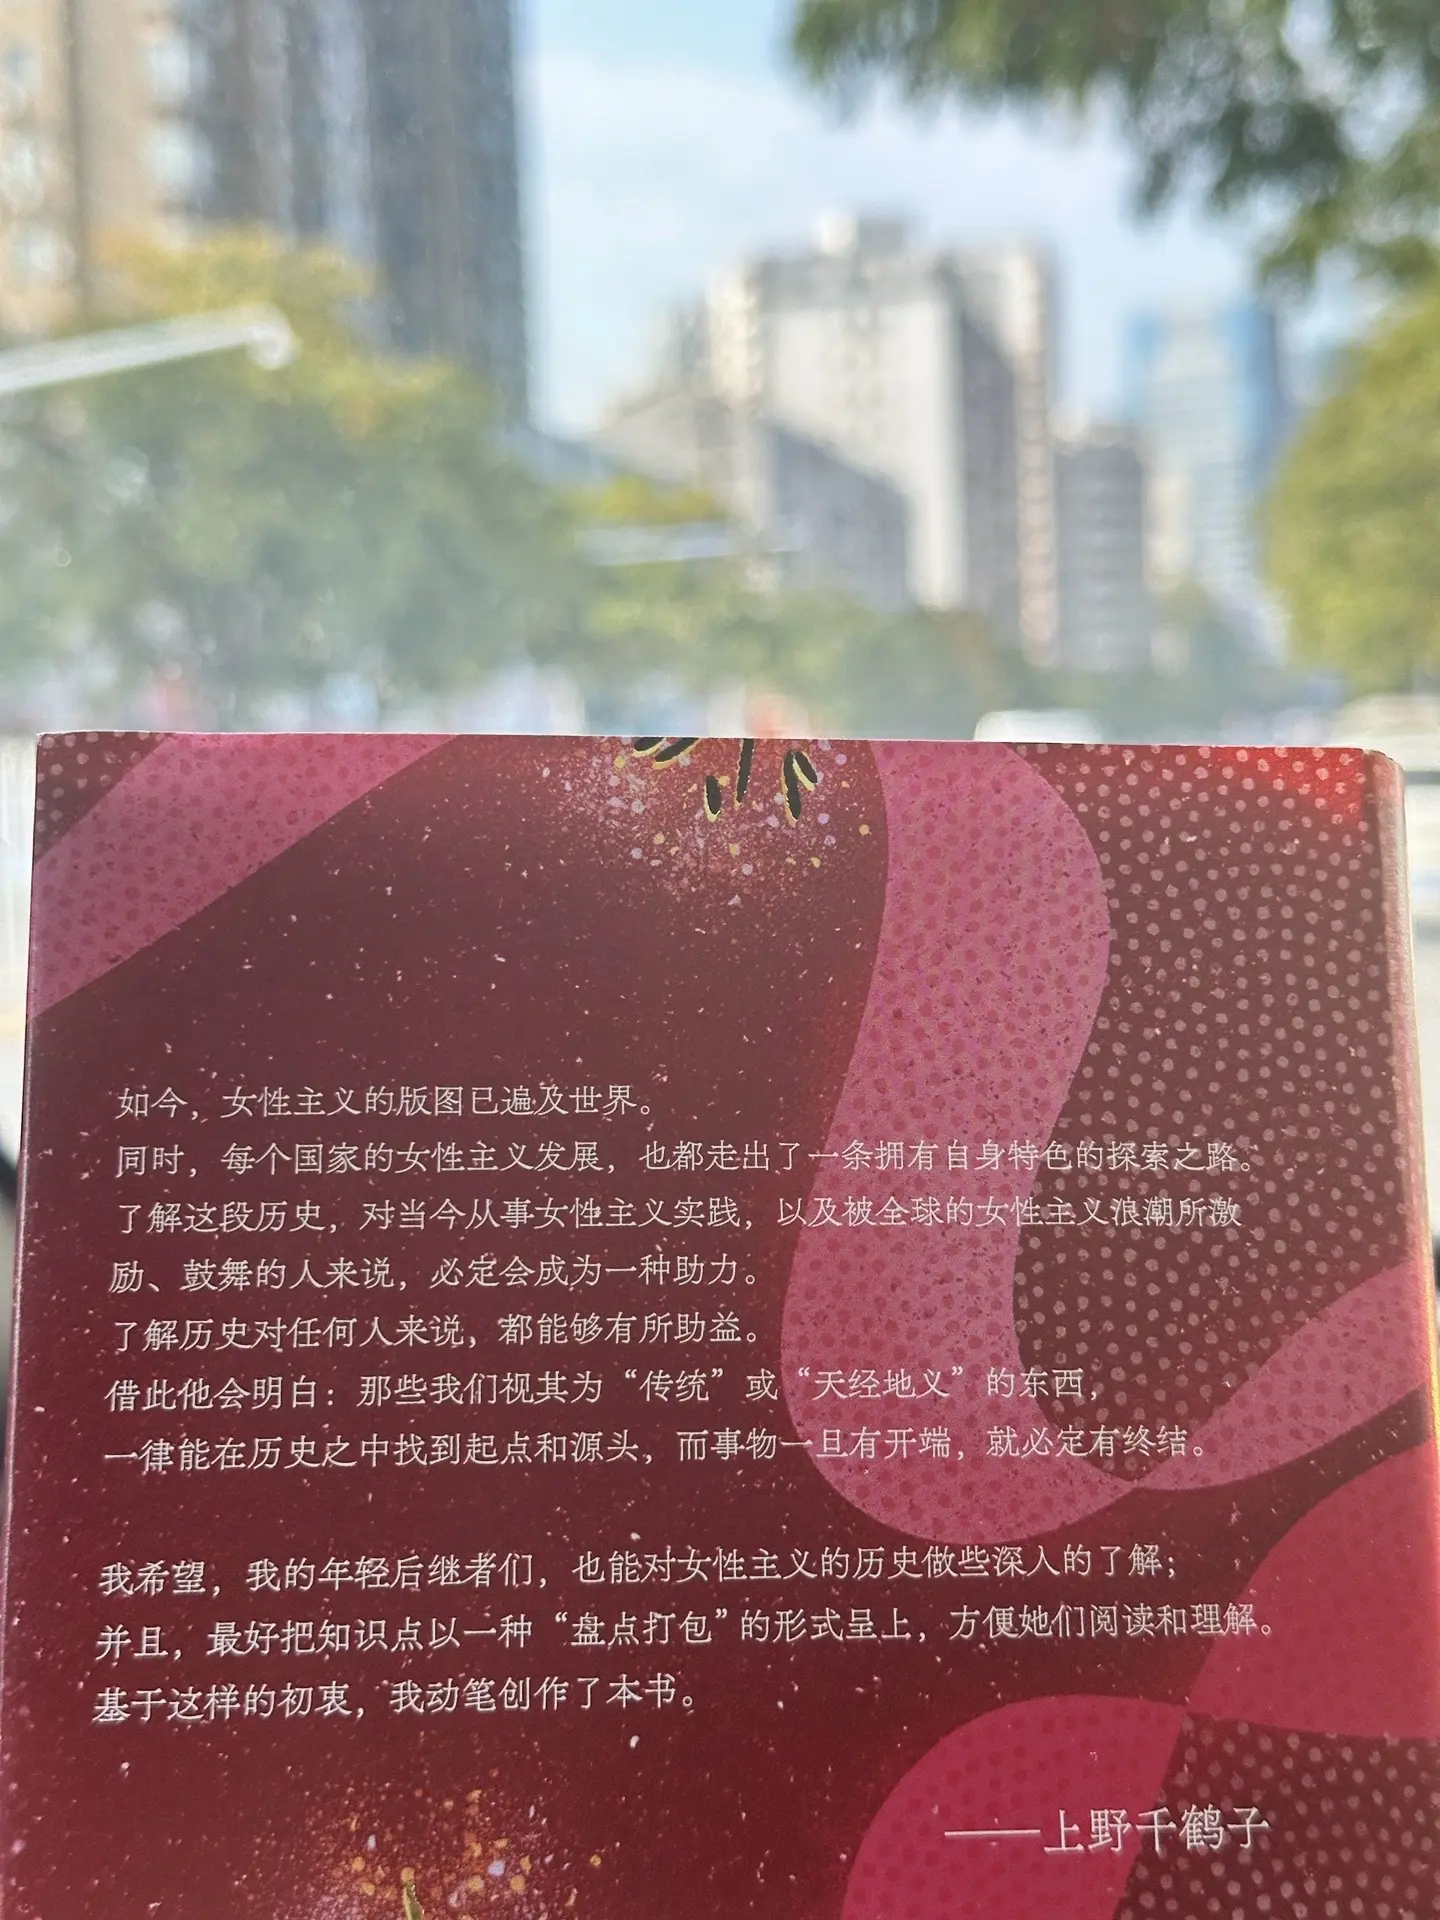 如今，女性主义的版图已遍及世界。
同时，每个国家的女性主义发展，也都走出了一条拥有自身特色的探索之路。
了解这段历史，对当今从事女性主义实践，以及被全球的女性主义浪潮所激
励、鼓舞的人来说，必定会成为一种助力。
了解历史对任何人来说，都能够有所助益。
借此他会明白：那些我们视其为“传统”或“天经地义”的东西，
一律能在历史之中找到起点和源头，而事物一旦有开端，就必定有终结。
我希望，我的年轻后继者们，也能对女性主义的历史做些深入的了解；
并且，最好把知识点以一种“盘点打包”的形式呈上，方便她们阅读和理解。
基于这样的初衷，我动笔创作了本书。
——上野千鹤子